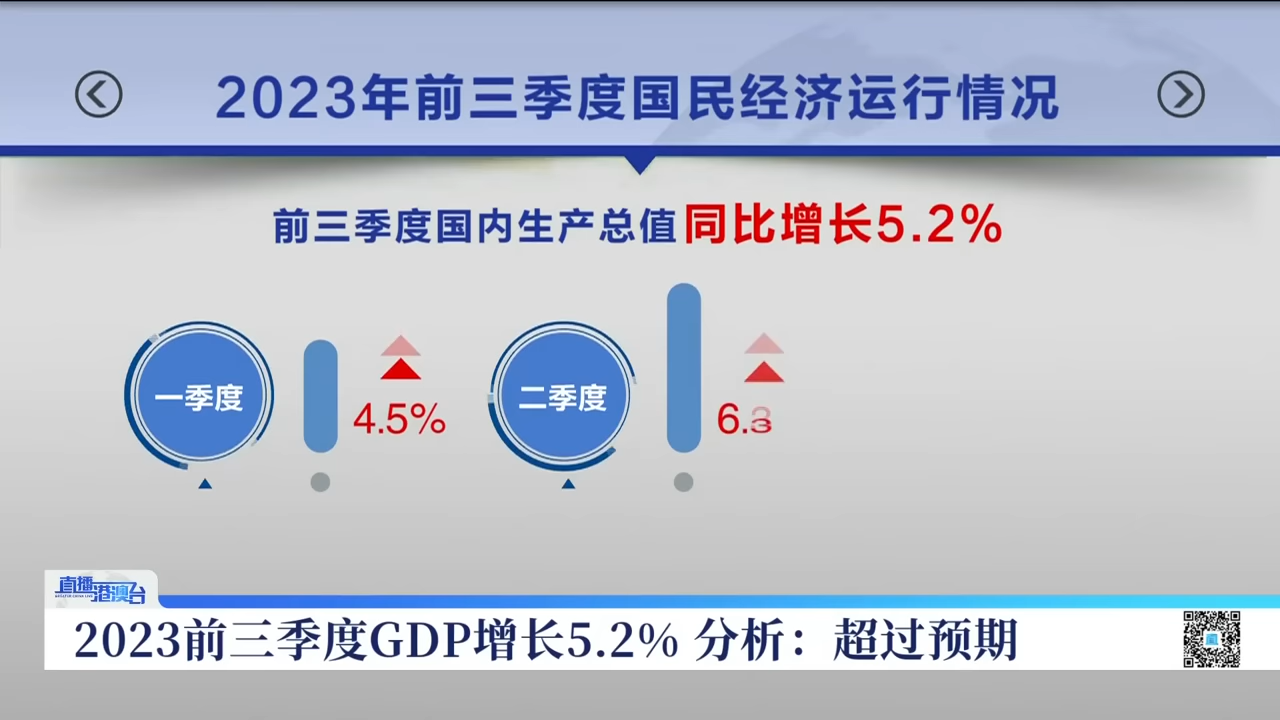 2023年前三季度国民经济运行情况
前三季度国内生产总值同比增长5.2%
一季度
4.5%
二季度
6.3
直播港澳台
2023前三季度GDP增长5.2% 分析：超过预期